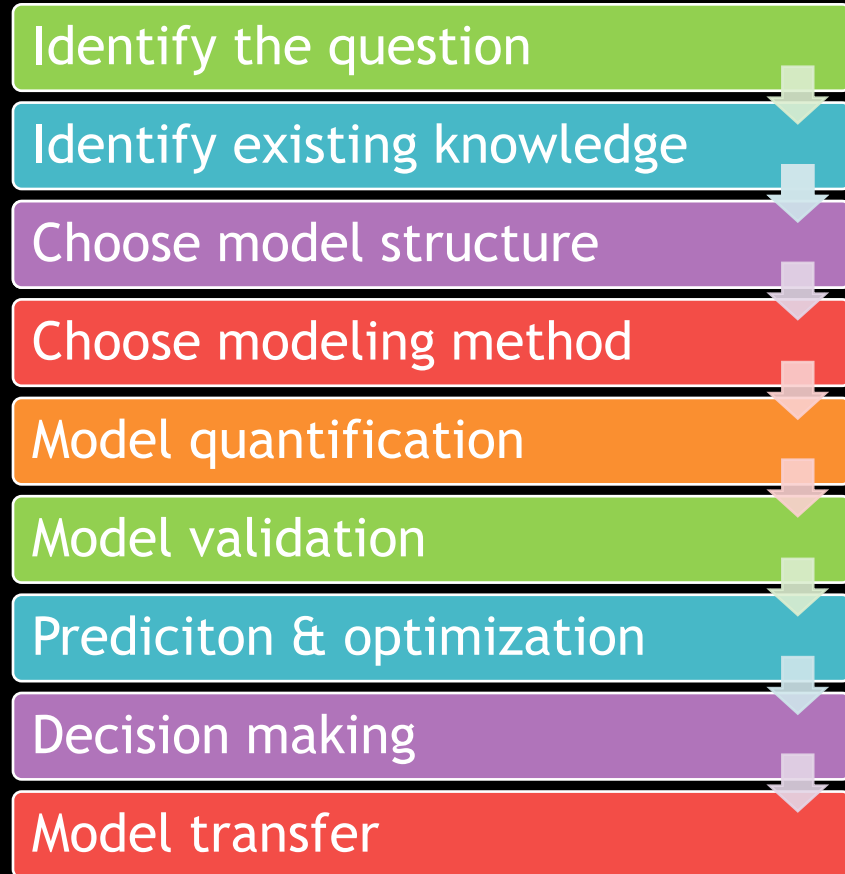 Identify the question
Identify existing knowledge
Choose model structure
Choose modeling method
Model quantification
Model validation
Prediciton & optimization
Decision making
Model transfer